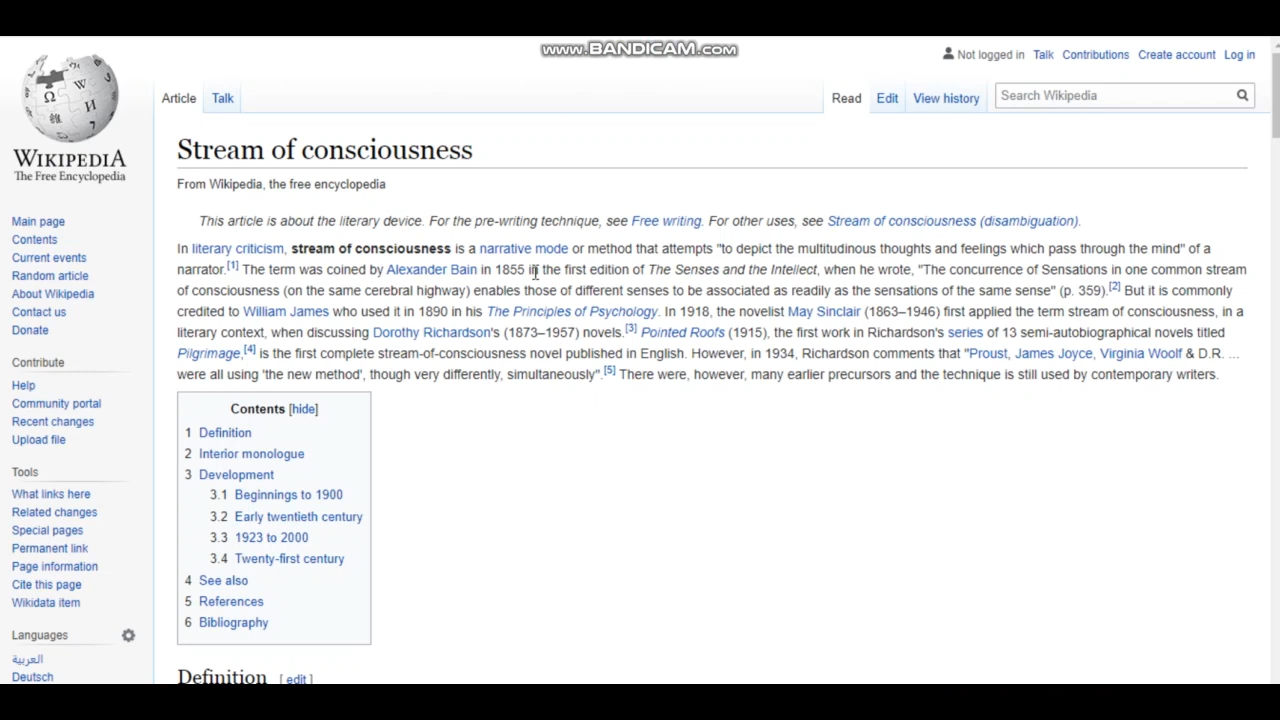 www.BANDICAM.com
Not logged in Talk Contributions Create account Log in
Article Talk Read Edit View history Search Wikipedia
WIKIPEDIA
The Free Encyclopedia
Main page
Contents
Current events
Random article
About Wikipedia
Contact us
Donate
Contribute
Help
Community portal
Recent changes
Upload file
Tools
What links here
Related changes
Special pages
Permanent link
Page information
Cite this page
Wikidata item
Languages
العربية
Deutsch
Stream of consciousness
From Wikipedia, the free encyclopedia
This article is about the literary device. For the pre-writing technique, see Free writing. For other uses, see Stream of consciousness (disambiguation).
In literary criticism, stream of consciousness is a narrative mode or method that attempts "to depict the multitudinous thoughts and feelings which pass through the mind" of a
narrator.[1] The term was coined by Alexander Bain in 1855 in the first edition of The Senses and the Intellect, when he wrote, "The concurrence of Sensations in one common stream
of consciousness (on the same cerebral highway) enables those of different senses to be associated as readily as the sensations of the same sense" (p. 359).[2] But it is commonly
credited to William James who used it in 1890 in his The Principles of Psychology. In 1918, the novelist May Sinclair (1863–1946) first applied the term stream of consciousness, in a
literary context, when discussing Dorothy Richardson's (1873–1957) novels.[3] Pointed Roofs (1915), the first work in Richardson's series of 13 semi-autobiographical novels titled
Pilgrimage,[4] is the first complete stream-of-consciousness novel published in English. However, in 1934, Richardson comments that "Proust, James Joyce, Virginia Woolf & D.R. ...
were all using 'the new method', though very differently, simultaneously".[5] There were, however, many earlier precursors and the technique is still used by contemporary writers.
Contents [hide]
1 Definition
2 Interior monologue
3 Development
3.1 Beginnings to 1900
3.2 Early twentieth century
3.3 1923 to 2000
3.4 Twenty-first century
4 See also
5 References
6 Bibliography
Definition [ edit ]